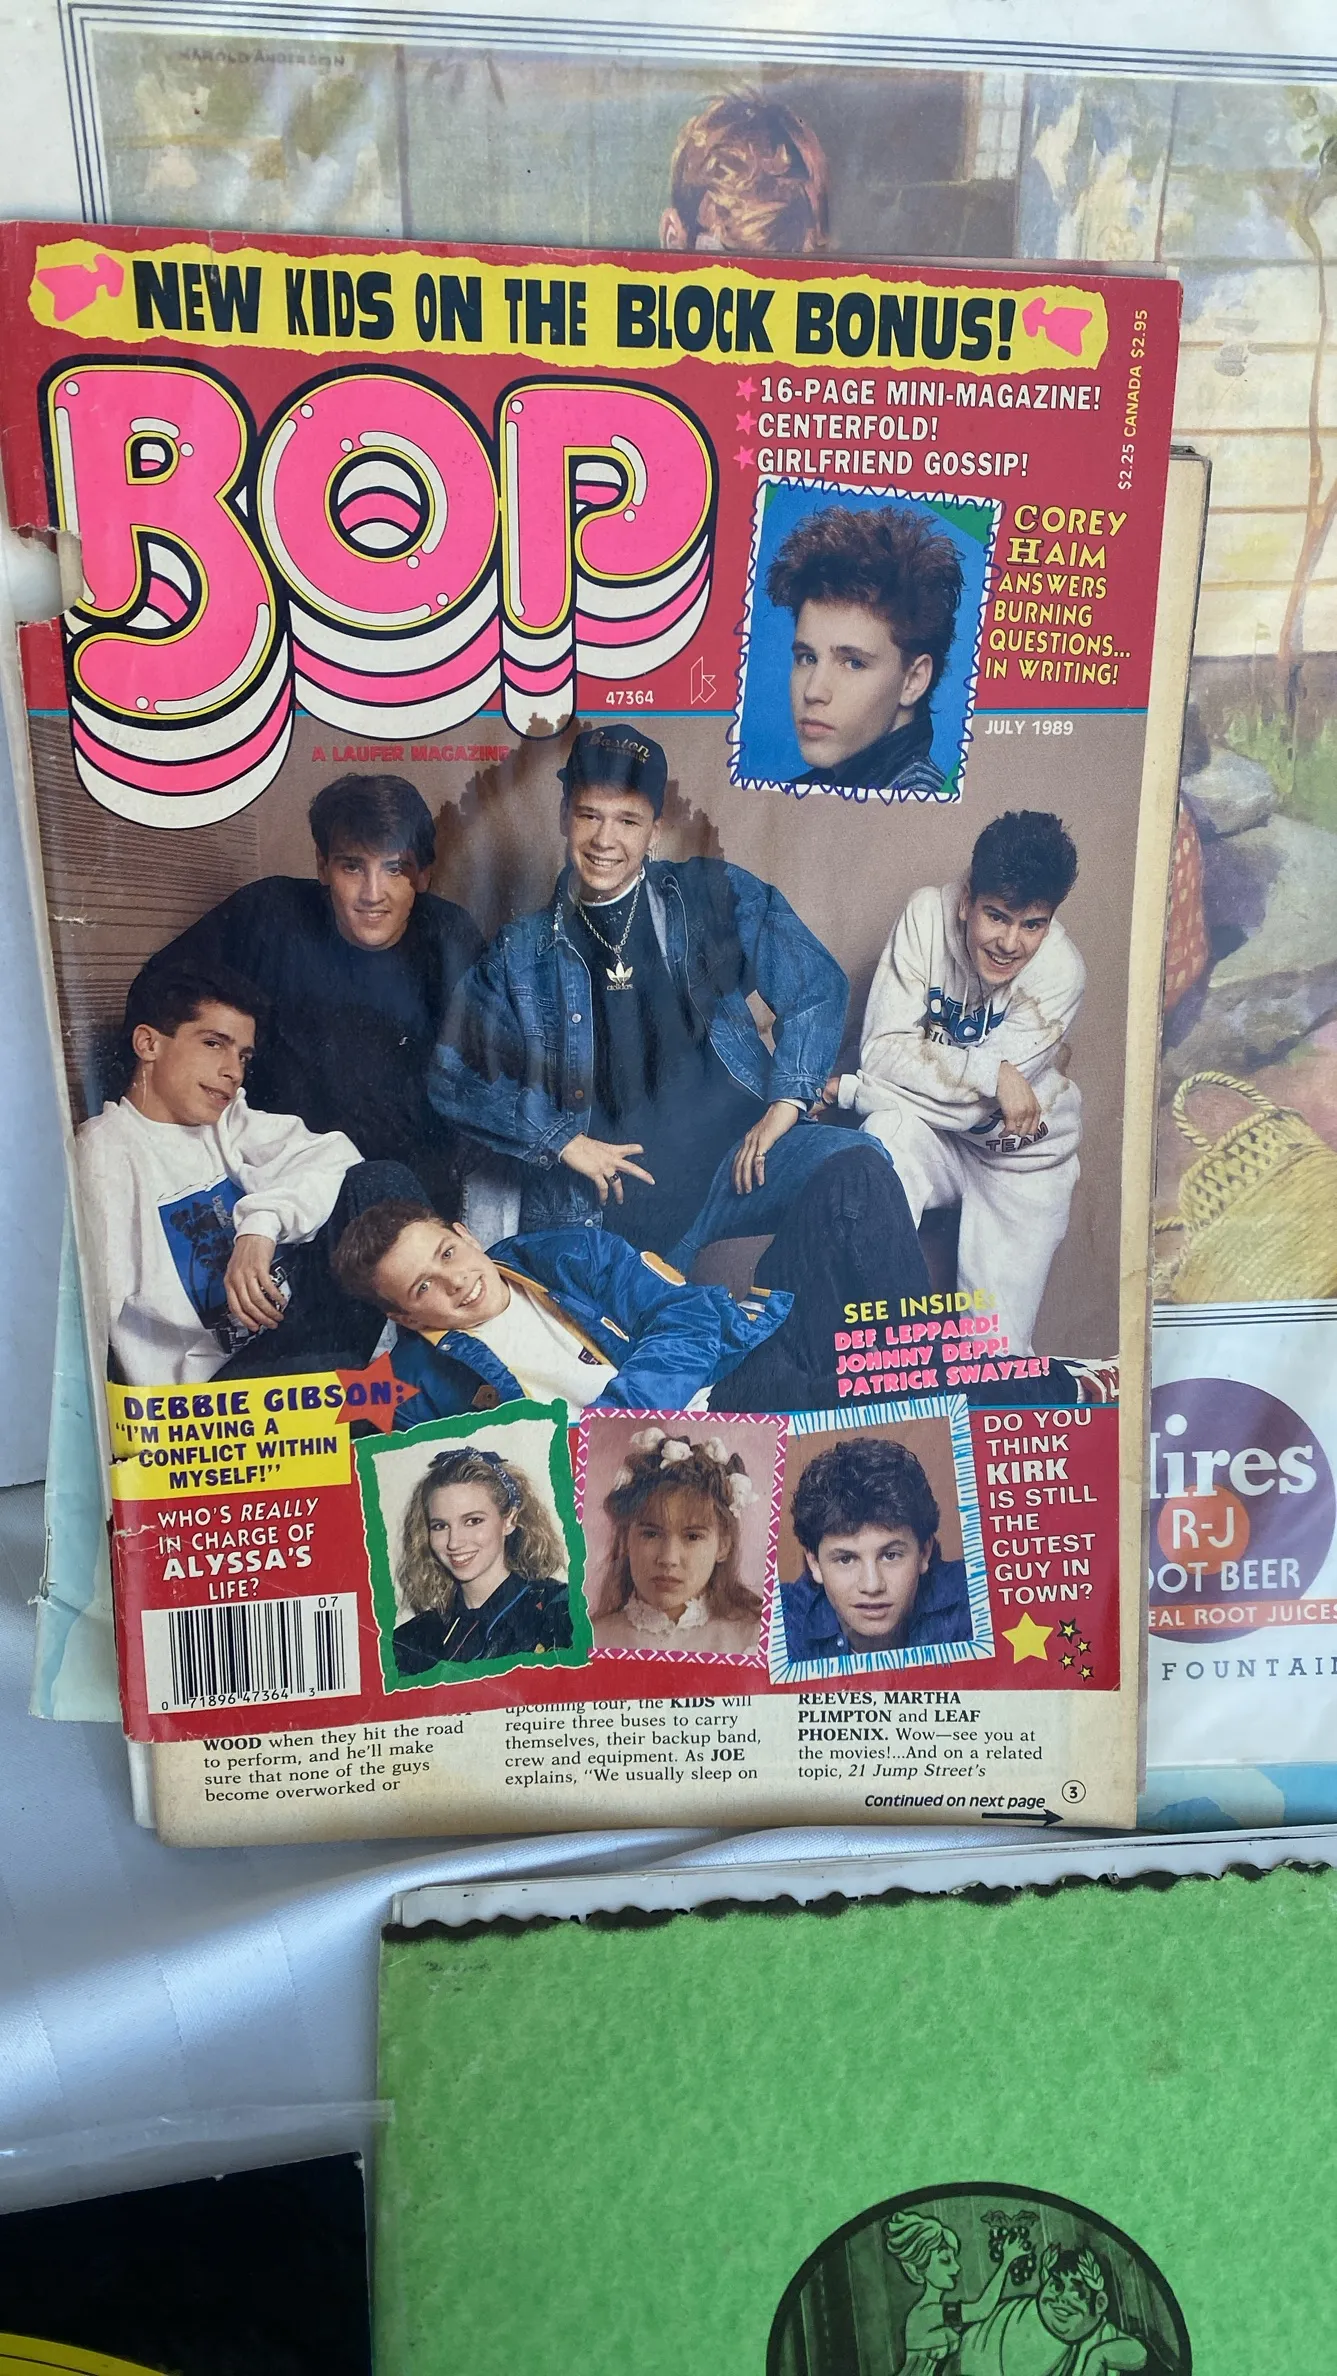 HAROLD ANDERSON
NEW KIDS ON THE BLOCK BONUS!
BOP
16-PAGE MINI-MAGAZINE!
CENTERFOLD!
GIRLFRIEND GOSSIP!
$2.25 CANADA $2.95
COREY
HAIM
ANSWERS
BURNING
QUESTIONS...
IN WRITING!
47364
JULY 1989
A LAUFER MAGAZINE
Boston
adidas
TEAM
SEE INSIDE:
DEF LEPPARD!
JOHNNY DEPP!
PATRICK SWAYZE!
DEBBIE GIBSON:
"I'M HAVING A
CONFLICT WITHIN
MYSELF!"
WHO'S REALLY
IN CHARGE OF
ALYSSA'S
LIFE?
DO YOU
THINK
KIRK
IS STILL
THE
CUTEST
GUY IN
TOWN?
07
0 71896 47364 3
WOOD when they hit the road
to perform, and he'll make
sure that none of the guys
become overworked or
upcoming tour, the KIDS will
require three buses to carry
themselves, their backup band,
crew and equipment. As JOE
explains, "We usually sleep on
REEVES, MARTHA
PLIMPTON and LEAF
PHOENIX. Wow—see you at
the movies!...And on a related
topic, 21 Jump Street's
Continued on next page
3
ires
R-J
OOT BEER
EAL ROOT JUICES
FOUNTAIN